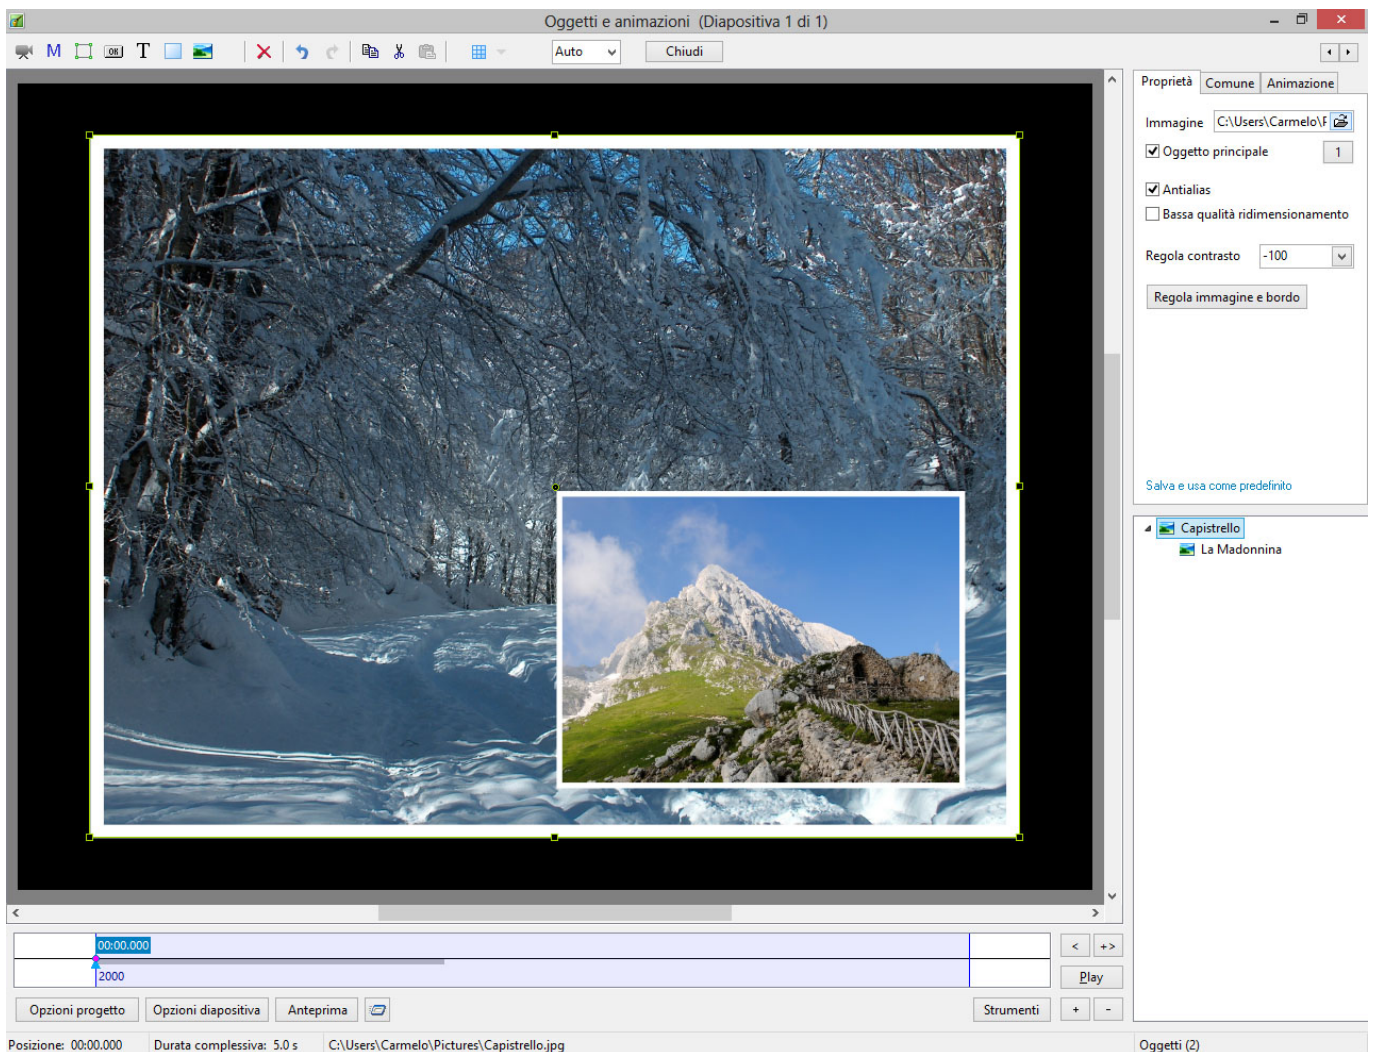 Oggetti e animazioni (Diapositiva 1 di 1)
M OK T Auto Chiudi
Proprietà Comune Animazione
Immagine C:\Users\Carmelo\F
Oggetto principale 1
Antialias
Bassa qualità ridimensionamento
Regola contrasto -100
Regola immagine e bordo
Salva e usa come predefinito
Capistrello
La Madonnina
00:00.000
< +>
2000
Play
Opzioni progetto Opzioni diapositiva Anteprima Strumenti + -
Posizione: 00:00.000 Durata complessiva: 5.0 s C:\Users\Carmelo\Pictures\Capistrello.jpg Oggetti (2)